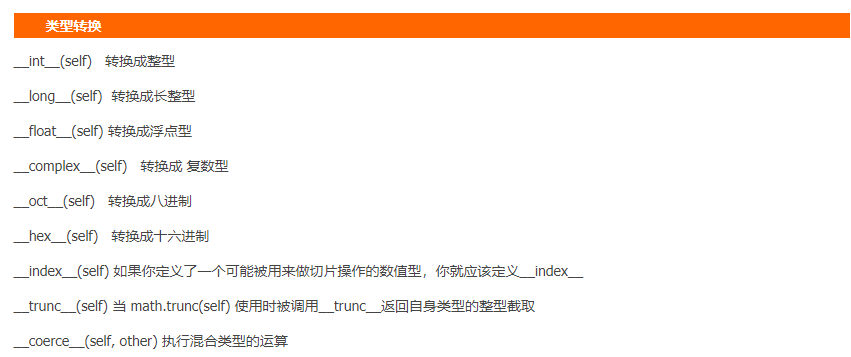 类型转换
__int__(self) 转换成整型
__long__(self) 转换成长整型
__float__(self) 转换成浮点型
__complex__(self) 转换成 复数型
__oct__(self) 转换成八进制
__hex__(self) 转换成十六进制
__index__(self) 如果你定义了一个可能被用来做切片操作的数值型，你就应该定义__index__
__trunc__(self) 当 math.trunc(self) 使用时被调用__trunc__返回自身类型的整型截取
__coerce__(self, other) 执行混合类型的运算